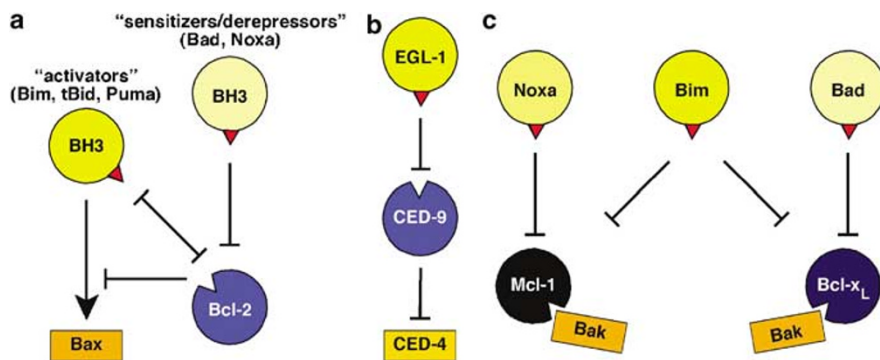 a
"sensitizers/derepressors"
(Bad, Noxa)
"activators"
(Bim, tBid, Puma)
BH3
BH3
Bcl-2
Bax
b
EGL-1
CED-9
CED-4
c
Noxa
Bim
Bad
Mcl-1
Bak
Bcl-xL
Bak